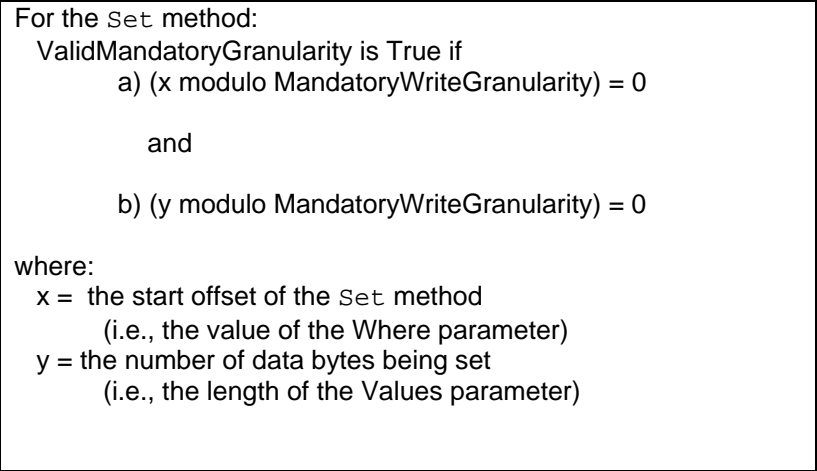 For the Set method:
ValidMandatoryGranularity is True if
a) (x modulo MandatoryWriteGranularity) = 0
and
b) (y modulo MandatoryWriteGranularity) = 0
where:
x = the start offset of the Set method
(i.e., the value of the Where parameter)
y = the number of data bytes being set
(i.e., the length of the Values parameter)